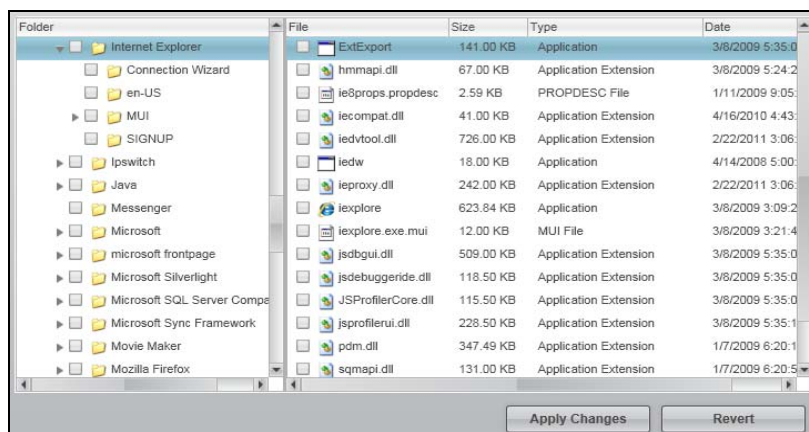 Folder
Internet Explorer
Connection Wizard
en-US
MUI
SIGNUP
Ipswitch
Java
Messenger
Microsoft
microsoft frontpage
Microsoft Silverlight
Microsoft SQL Server Compa
Microsoft Sync Framework
Movie Maker
Mozilla Firefox
File Size Type Date
ExtExport 141.00 KB Application 3/8/2009 5:35:0
hmmapi.dll 67.00 KB Application Extension 3/8/2009 5:24:2
ie8props.propdesc 2.59 KB PROPDESC File 1/11/2009 9:05:
iecompat.dll 41.00 KB Application Extension 4/16/2010 4:43:
iedvtool.dll 726.00 KB Application Extension 2/22/2011 3:06:
iedw 18.00 KB Application 4/14/2008 5:00:
ieproxy.dll 242.00 KB Application Extension 2/22/2011 3:06:
iexplore 623.84 KB Application 3/8/2009 3:09:2
iexplore.exe.mui 12.00 KB MUI File 3/8/2009 3:21:4
jsdbgui.dll 509.00 KB Application Extension 3/8/2009 5:35:0
jsdebuggeride.dll 118.50 KB Application Extension 3/8/2009 5:35:0
JSProfilerCore.dll 115.50 KB Application Extension 3/8/2009 5:35:0
jsprofilerui.dll 228.50 KB Application Extension 3/8/2009 5:35:1
pdm.dll 347.49 KB Application Extension 1/7/2009 6:20:1
sqmapi.dll 131.00 KB Application Extension 1/7/2009 6:20:5
Apply Changes Revert